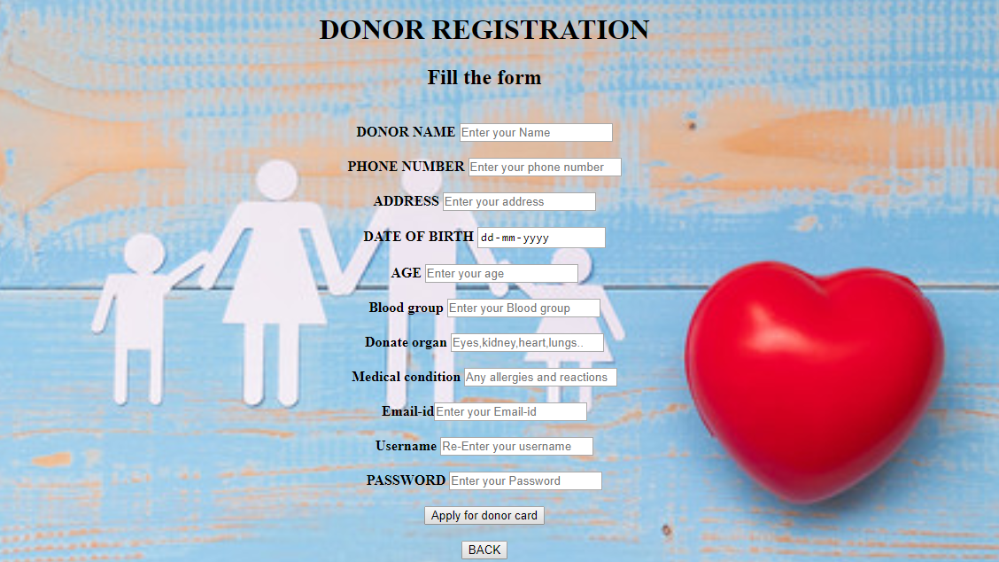 DONOR REGISTRATION
Fill the form
DONOR NAME Enter your Name
PHONE NUMBER Enter your phone number
ADDRESS Enter your address
DATE OF BIRTH dd-mm-yyyy
AGE Enter your age
Blood group Enter your Blood group
Donate organ Eyes,kidney,heart,lungs..
Medical condition Any allergies and reactions
Email-id Enter your Email-id
Username Re-Enter your username
PASSWORD Enter your Password
Apply for donor card
BACK